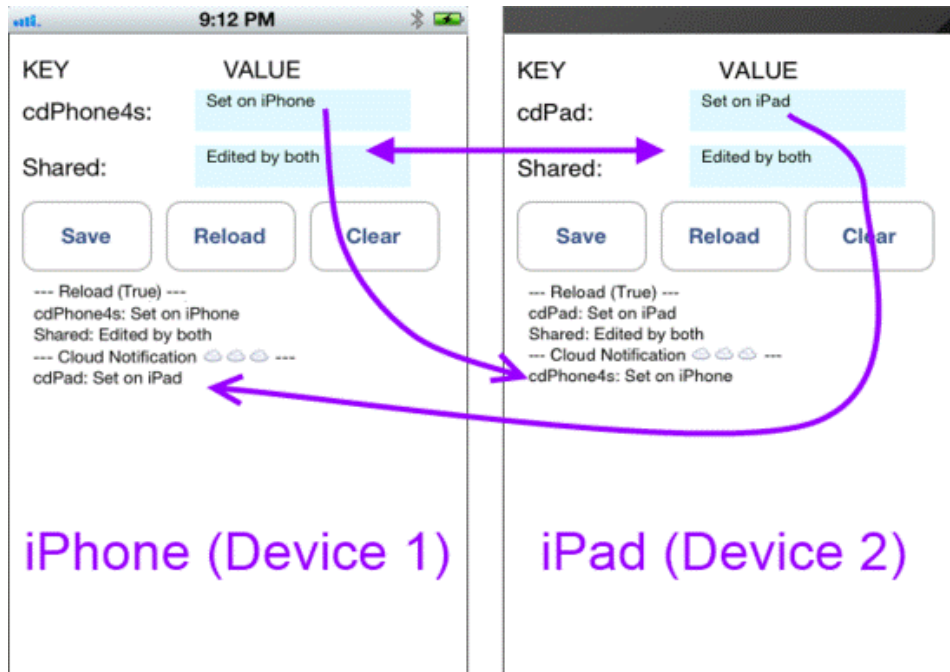 9:12 PM
KEY VALUE
cdPhone4s: Set on iPhone
Shared: Edited by both
Save Reload Clear
--- Reload (True) ---
cdPhone4s: Set on iPhone
Shared: Edited by both
--- Cloud Notification ☁☁☁ ---
cdPad: Set on iPad
iPhone (Device 1)
KEY VALUE
cdPad: Set on iPad
Shared: Edited by both
Save Reload Clear
--- Reload (True) ---
cdPad: Set on iPad
Shared: Edited by both
--- Cloud Notification ☁☁☁ ---
cdPhone4s: Set on iPhone
iPad (Device 2)